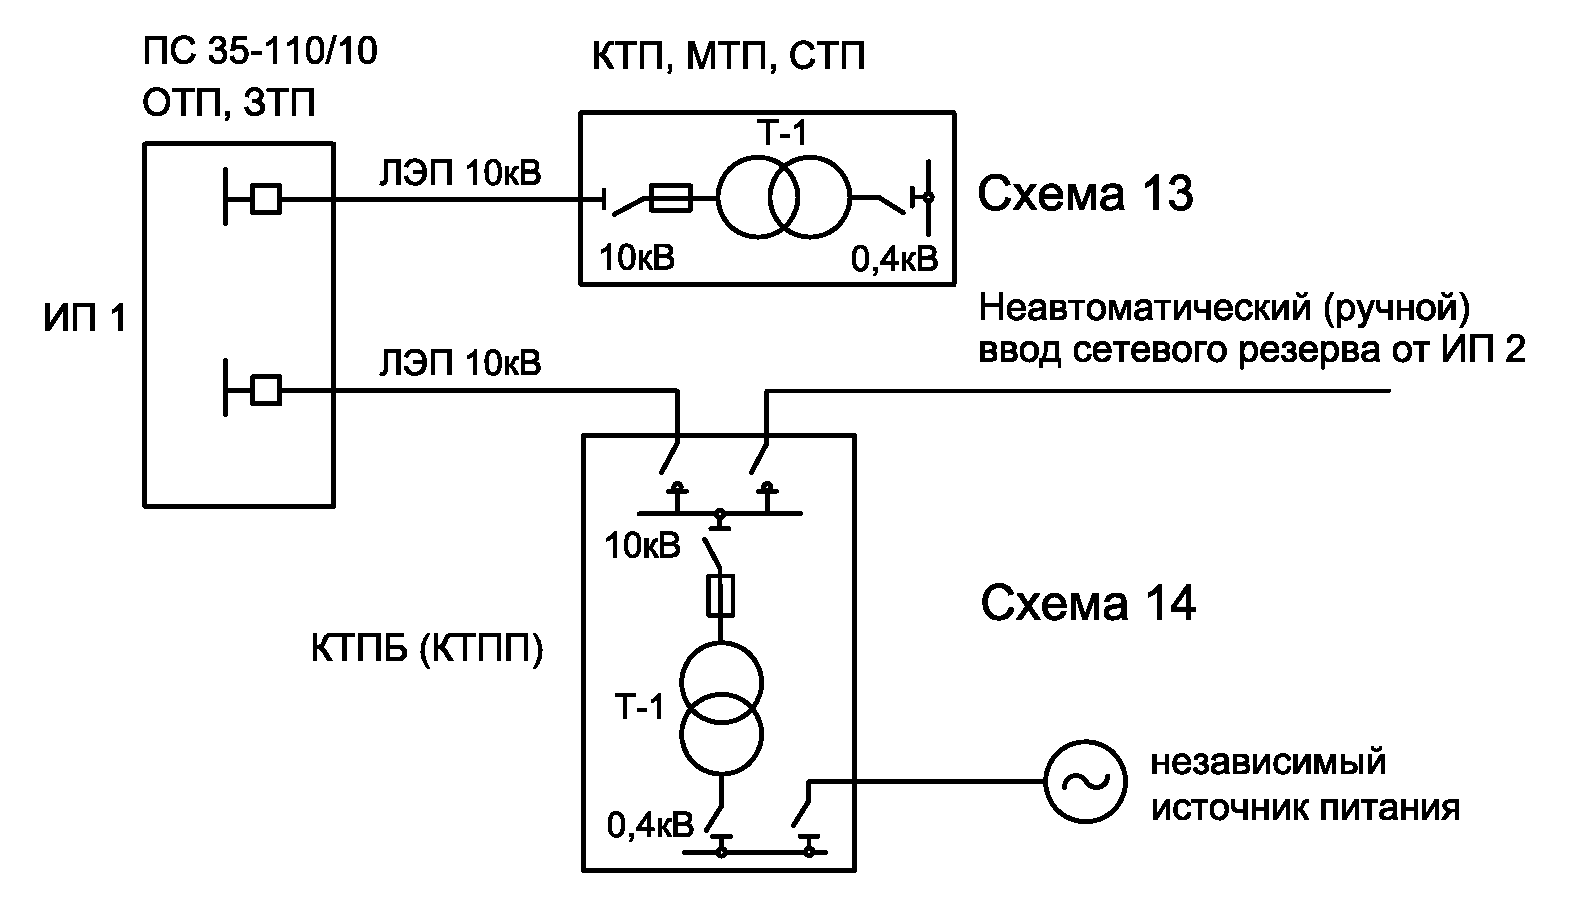 ПС 35-110/10
ОТП, ЗТП
КТП, МТП, СТП
Т-1
ЛЭП 10кВ
Схема 13
10кВ
0,4кВ
ИП 1
Неавтоматический (ручной)
ввод сетевого резерва от ИП 2
ЛЭП 10кВ
10кВ
Схема 14
КТПБ (КТПП)
Т-1
независимый
источник питания
0,4кВ